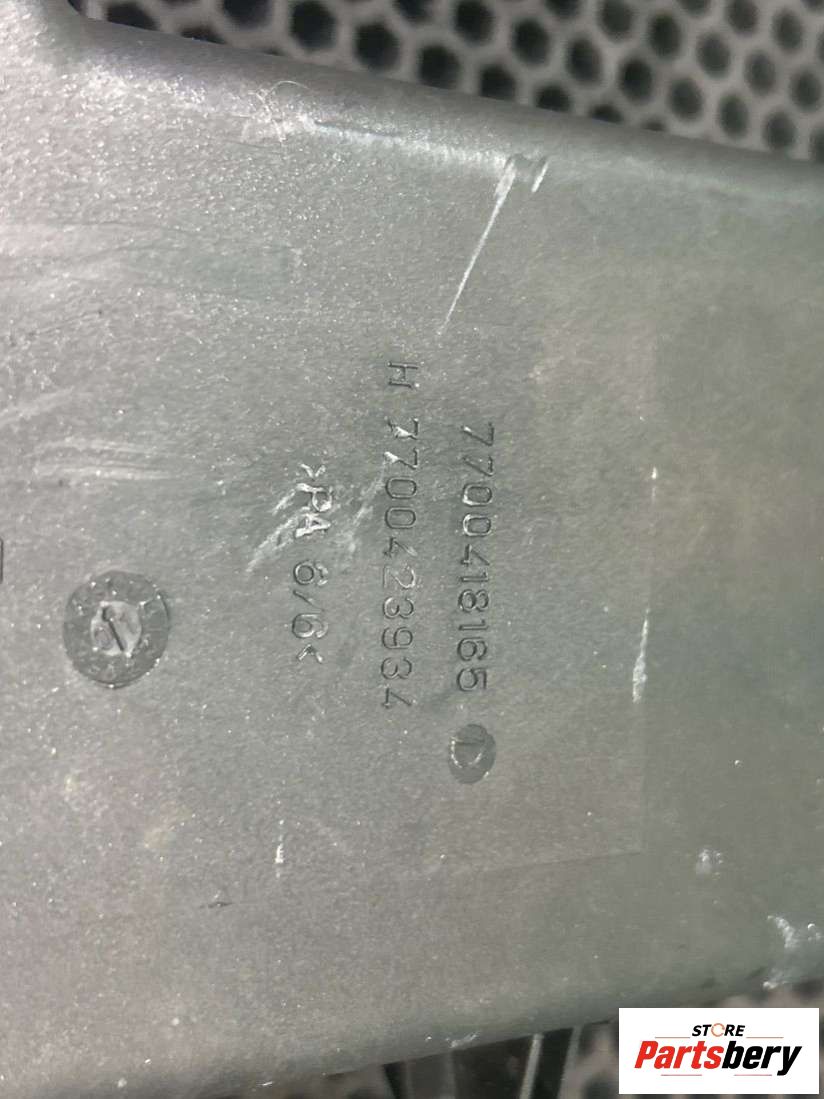 7700418165
H 7700423934
>PA 6/6<
STORE
Partsbery